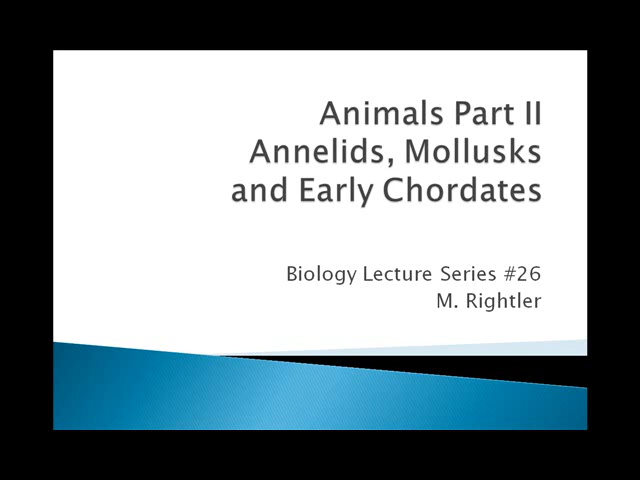 Animals Part II
Annelids, Mollusks
and Early Chordates
Biology Lecture Series #26
M. Rightler